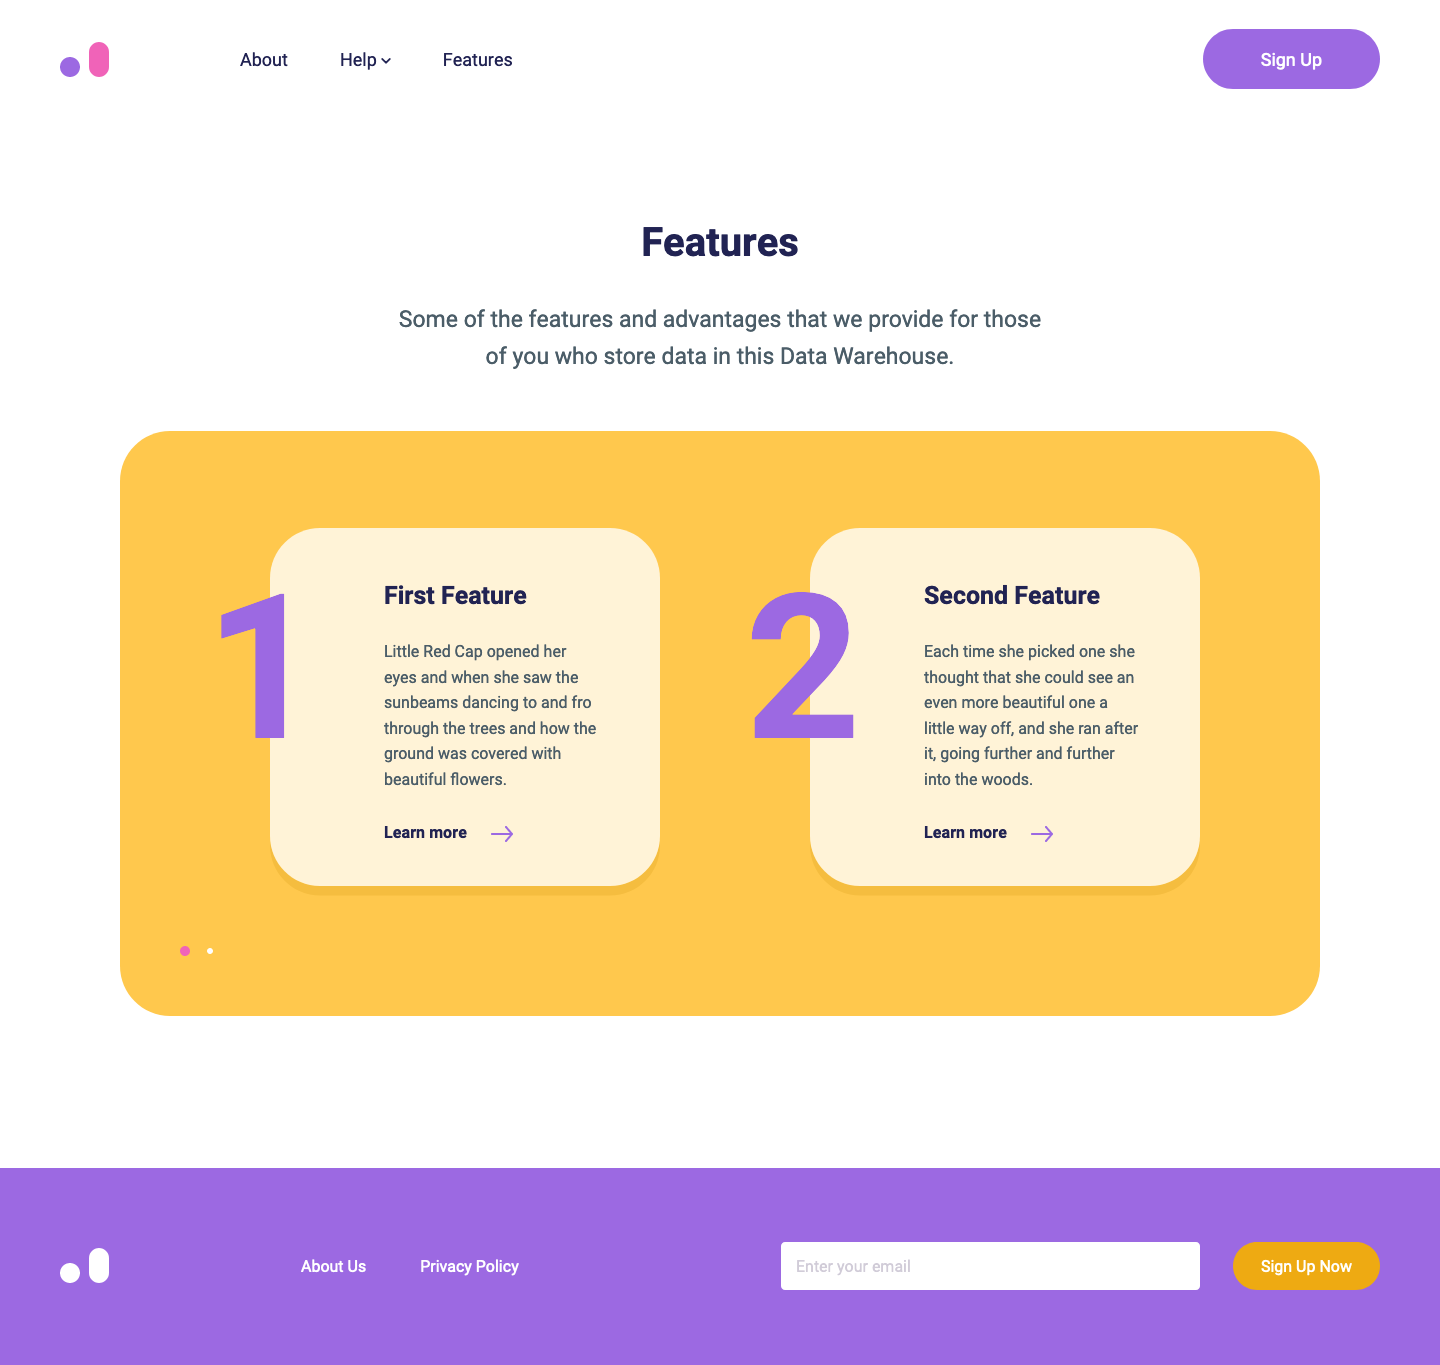 About
Help
Features
Sign Up
Features
Some of the features and advantages that we provide for those
of you who store data in this Data Warehouse.
1
First Feature
Little Red Cap opened her
eyes and when she saw the
sunbeams dancing to and fro
through the trees and how the
ground was covered with
beautiful flowers.
Learn more
2
Second Feature
Each time she picked one she
thought that she could see an
even more beautiful one a
little way off, and she ran after
it, going further and further
into the woods.
Learn more
About Us
Privacy Policy
Enter your email
Sign Up Now